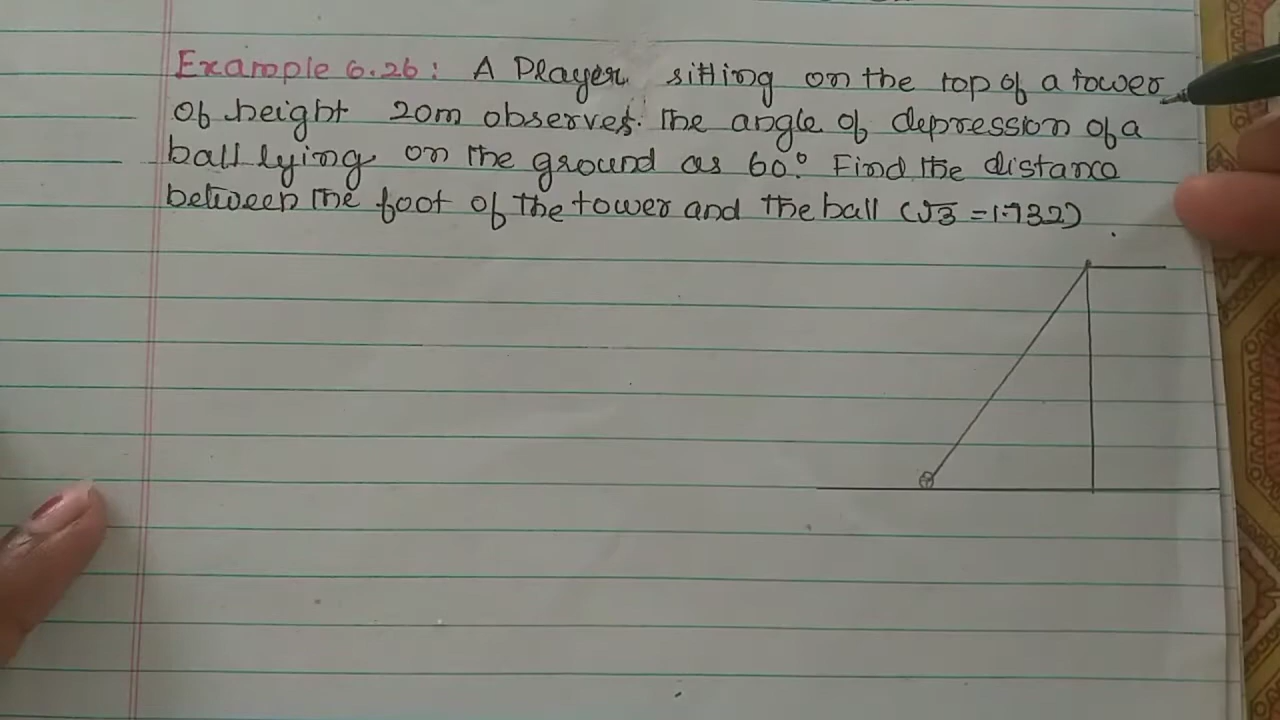 Example 6.26: A Player sitting on the top of a tower
of height 20m observes. The angle of depression of a
ball lying on the ground as 60°. Find the distance
between the foot of the tower and the ball (√3 = 1.732)